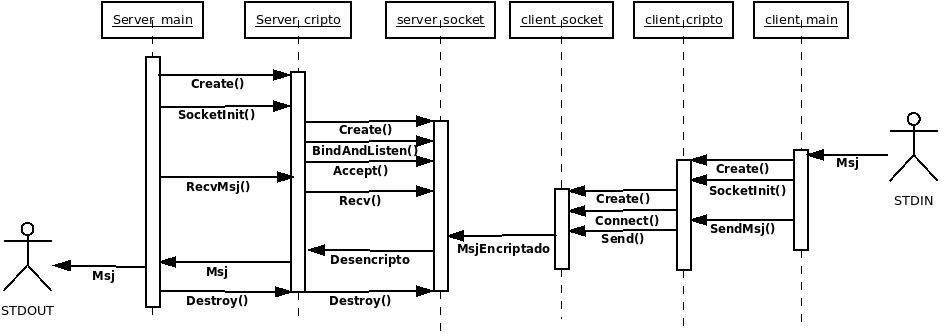 Server_main
Server_cripto
server_socket
client_socket
client_cripto
client_main
Create()
SocketInit()
Create()
BindAndListen()
Accept()
Msj
Create()
RecvMsj()
Recv()
Create()
SocketInit()
STDIN
Connect()
SendMsj()
Send()
MsjEncriptado
Desencripto
Msj
Msj
Destroy()
Destroy()
STDOUT